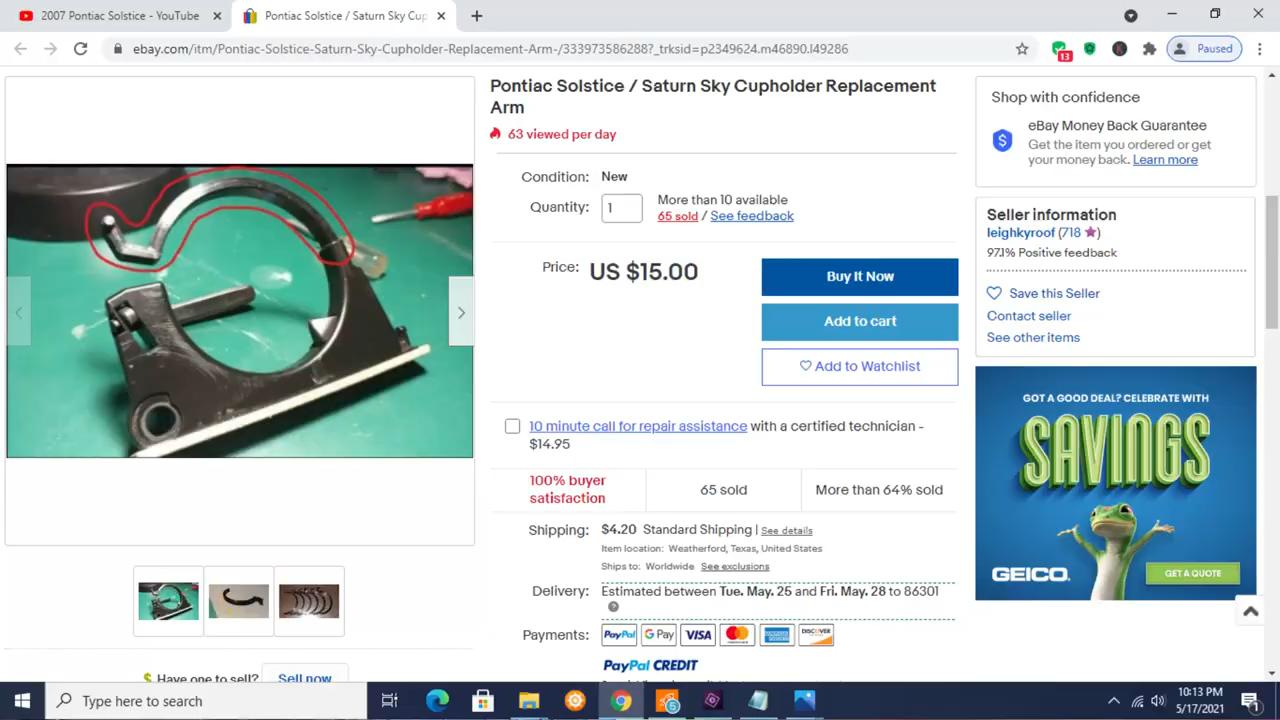 2007 Pontiac Solstice - YouTube
Pontiac Solstice / Saturn Sky Cup
ebay.com/itm/Pontiac-Solstice-Saturn-Sky-Cupholder-Replacement-Arm-/333973586288?_trksid=p2349624.m46890.l49286
13
Paused
Pontiac Solstice / Saturn Sky Cupholder Replacement
Arm
63 viewed per day
Condition: New
Quantity: 1
More than 10 available
65 sold / See feedback
Price: US $15.00
Buy It Now
Add to cart
Add to Watchlist
10 minute call for repair assistance with a certified technician -
$14.95
100% buyer
satisfaction
65 sold
More than 64% sold
Shipping: $4.20 Standard Shipping | See details
Item location: Weatherford, Texas, United States
Ships to: Worldwide See exclusions
Delivery: Estimated between Tue. May. 25 and Fri. May. 28 to 86301
Payments: PayPal G Pay VISA mastercard AMERICAN EXPRESS DISCOVER
PayPal CREDIT
Have one to sell? Sell now
Shop with confidence
eBay Money Back Guarantee
Get the item you ordered or get
your money back. Learn more
Seller information
leighkyroof (718 ★)
97.1% Positive feedback
Save this Seller
Contact seller
See other items
GOT A GOOD DEAL? CELEBRATE WITH
SAVINGS
GEICO.
GET A QUOTE
Type here to search
5
10:13 PM
5/17/2021
1